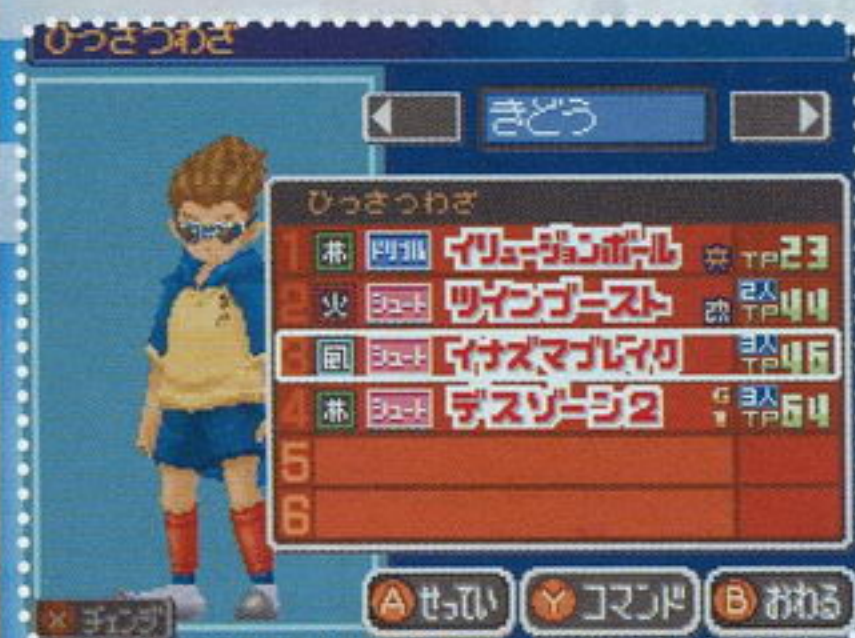 ひっさつわざ
きどう
ひっさつわざ
1 林 ドリブル イリュージョンボール 真 TP23
2 火 シュート ツインブースト 改 2人 TP44
3 風 シュート イナズマブレイク 3人 TP46
4 林 シュート デスゾーン2 G 3人 TP64
5
6
X チェンジ
A せってい Y コマンド B おわる